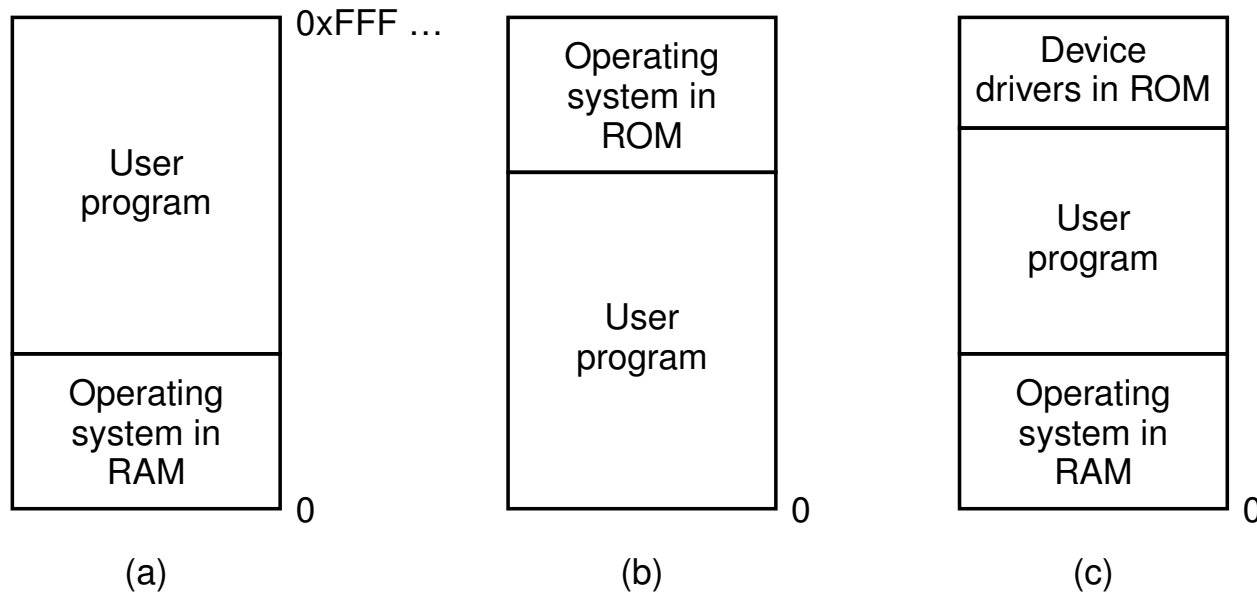 0xFFF …
User
program
Operating
system in
RAM
0
(a)
Operating
system in
ROM
User
program
0
(b)
Device
drivers in ROM
User
program
Operating
system in
RAM
0
(c)